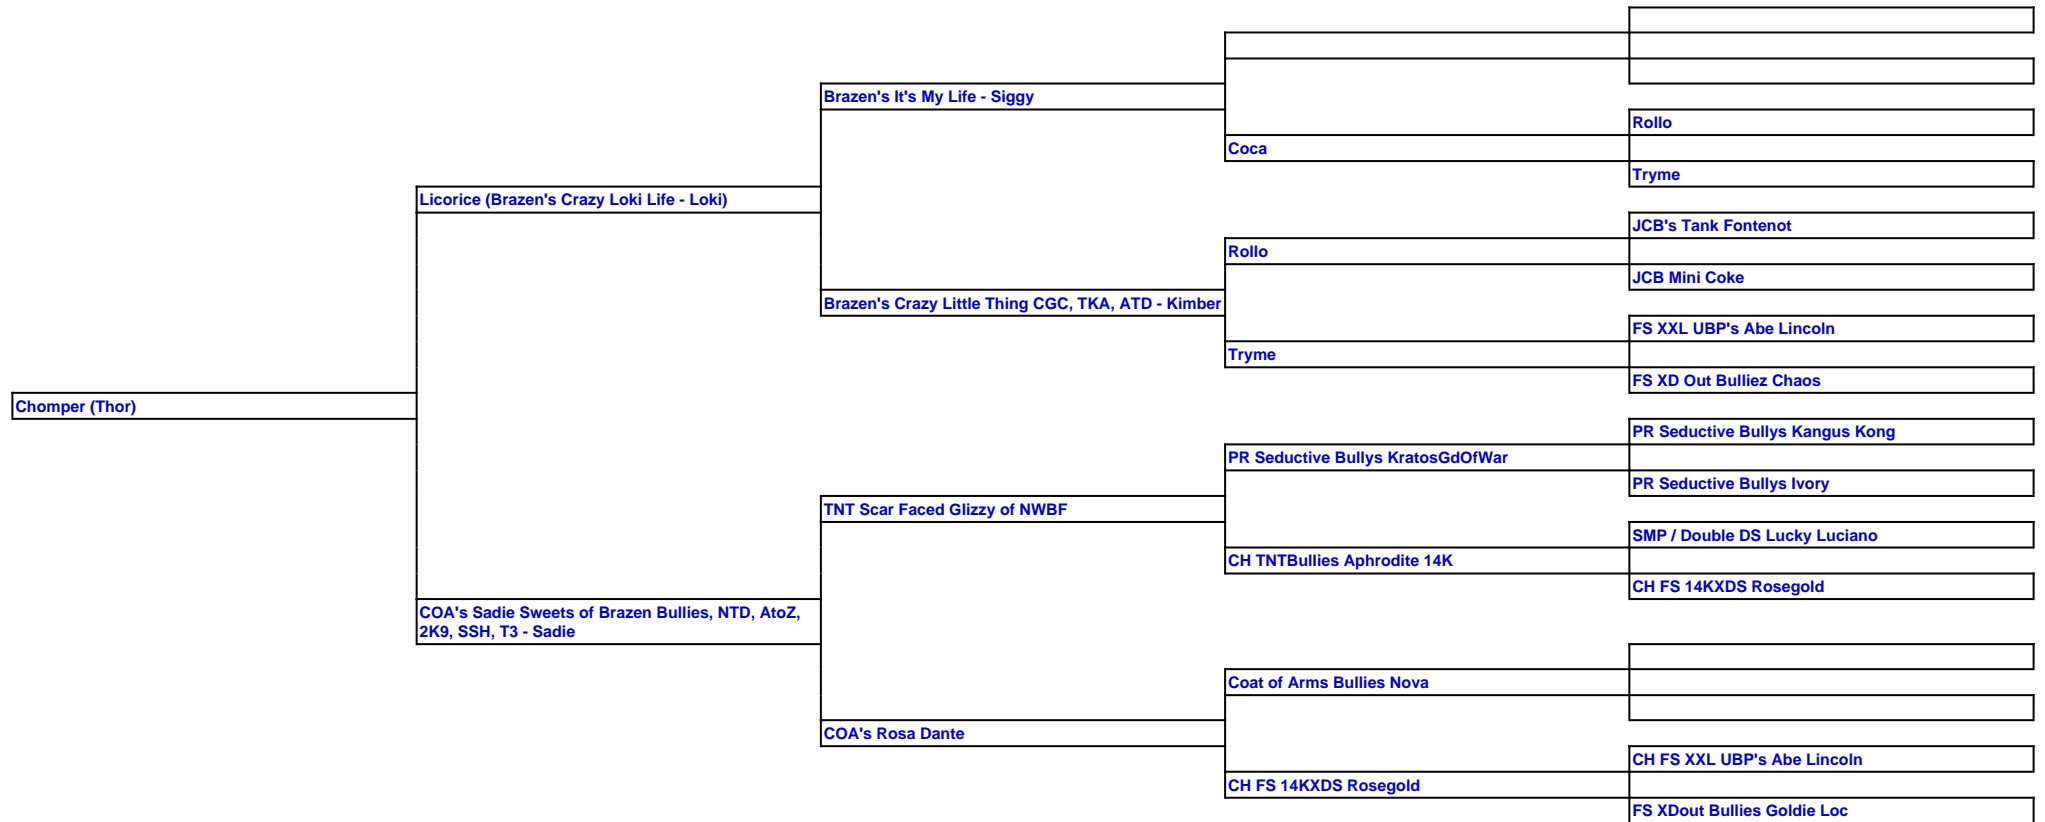 Brazen's It's My Life - Siggy
Rollo
Coca
Tryme
Licorice (Brazen's Crazy Loki Life - Loki)
JCB's Tank Fontenot
Rollo
JCB Mini Coke
Brazen's Crazy Little Thing CGC, TKA, ATD - Kimber
FS XXL UBP's Abe Lincoln
Tryme
FS XD Out Bulliez Chaos
Chomper (Thor)
PR Seductive Bullys Kangus Kong
PR Seductive Bullys KratosGdOfWar
PR Seductive Bullys Ivory
TNT Scar Faced Glizzy of NWBF
SMP / Double DS Lucky Luciano
CH TNTBullies Aphrodite 14K
CH FS 14KXDS Rosegold
COA's Sadie Sweets of Brazen Bullies, NTD, AtoZ,
2K9, SSH, T3 - Sadie
Coat of Arms Bullies Nova
COA's Rosa Dante
CH FS XXL UBP's Abe Lincoln
CH FS 14KXDS Rosegold
FS XDout Bullies Goldie Loc